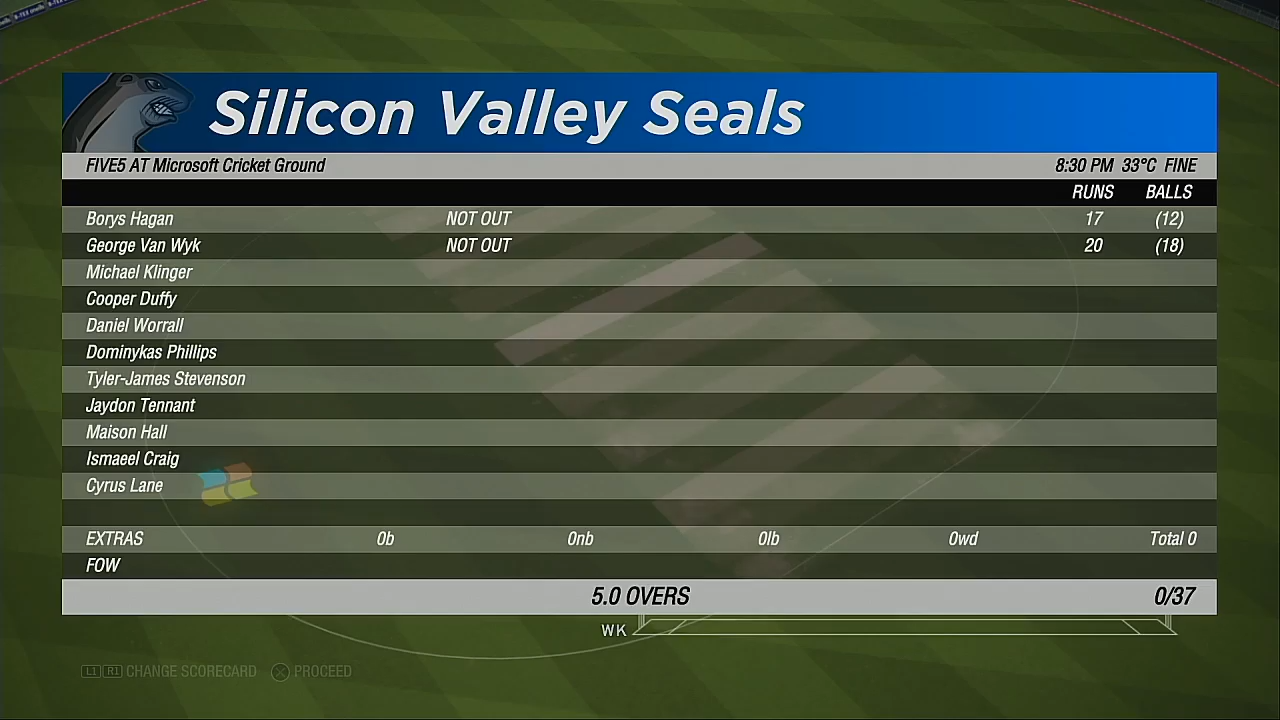 Silicon Valley Seals
FIVE5 AT Microsoft Cricket Ground 8:30 PM 33°C FINE
RUNS BALLS
Borys Hagan NOT OUT 17 (12)
George Van Wyk NOT OUT 20 (18)
Michael Klinger
Cooper Duffy
Daniel Worrall
Dominykas Phillips
Tyler-James Stevenson
Jaydon Tennant
Maison Hall
Ismaeel Craig
Cyrus Lane
EXTRAS 0b 0nb 0lb 0wd Total 0
FOW
5.0 OVERS 0/37
WK
L1 R1 CHANGE SCORECARD PROCEED